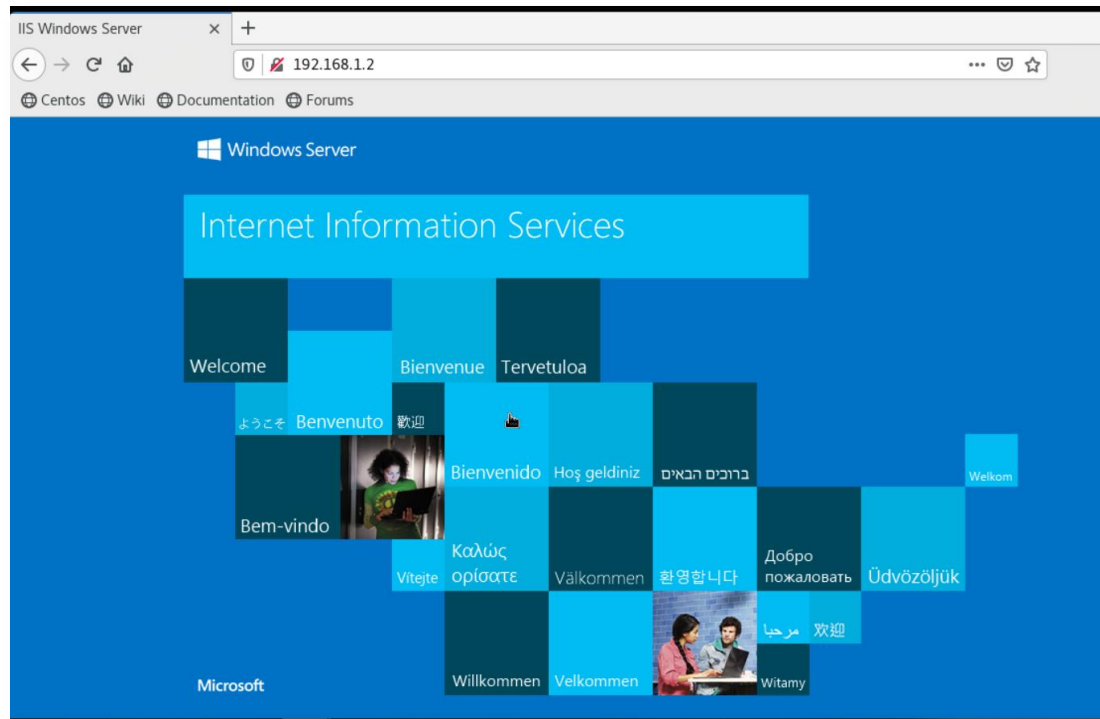 IIS Windows Server
192.168.1.2
Centos Wiki Documentation Forums
Windows Server
Internet Information Services
Welcome
Bienvenue
Tervetuloa
ようこそ
Benvenuto
歡迎
Bienvenido
Hoş geldiniz
ברוכים הבאים
Welkom
Bem-vindo
Vítejte
Καλώς
ορίσατε
Välkommen
환영합니다
Добро
пожаловать
Üdvözöljük
مرحبا
欢迎
Microsoft
Willkommen
Velkommen
Witamy